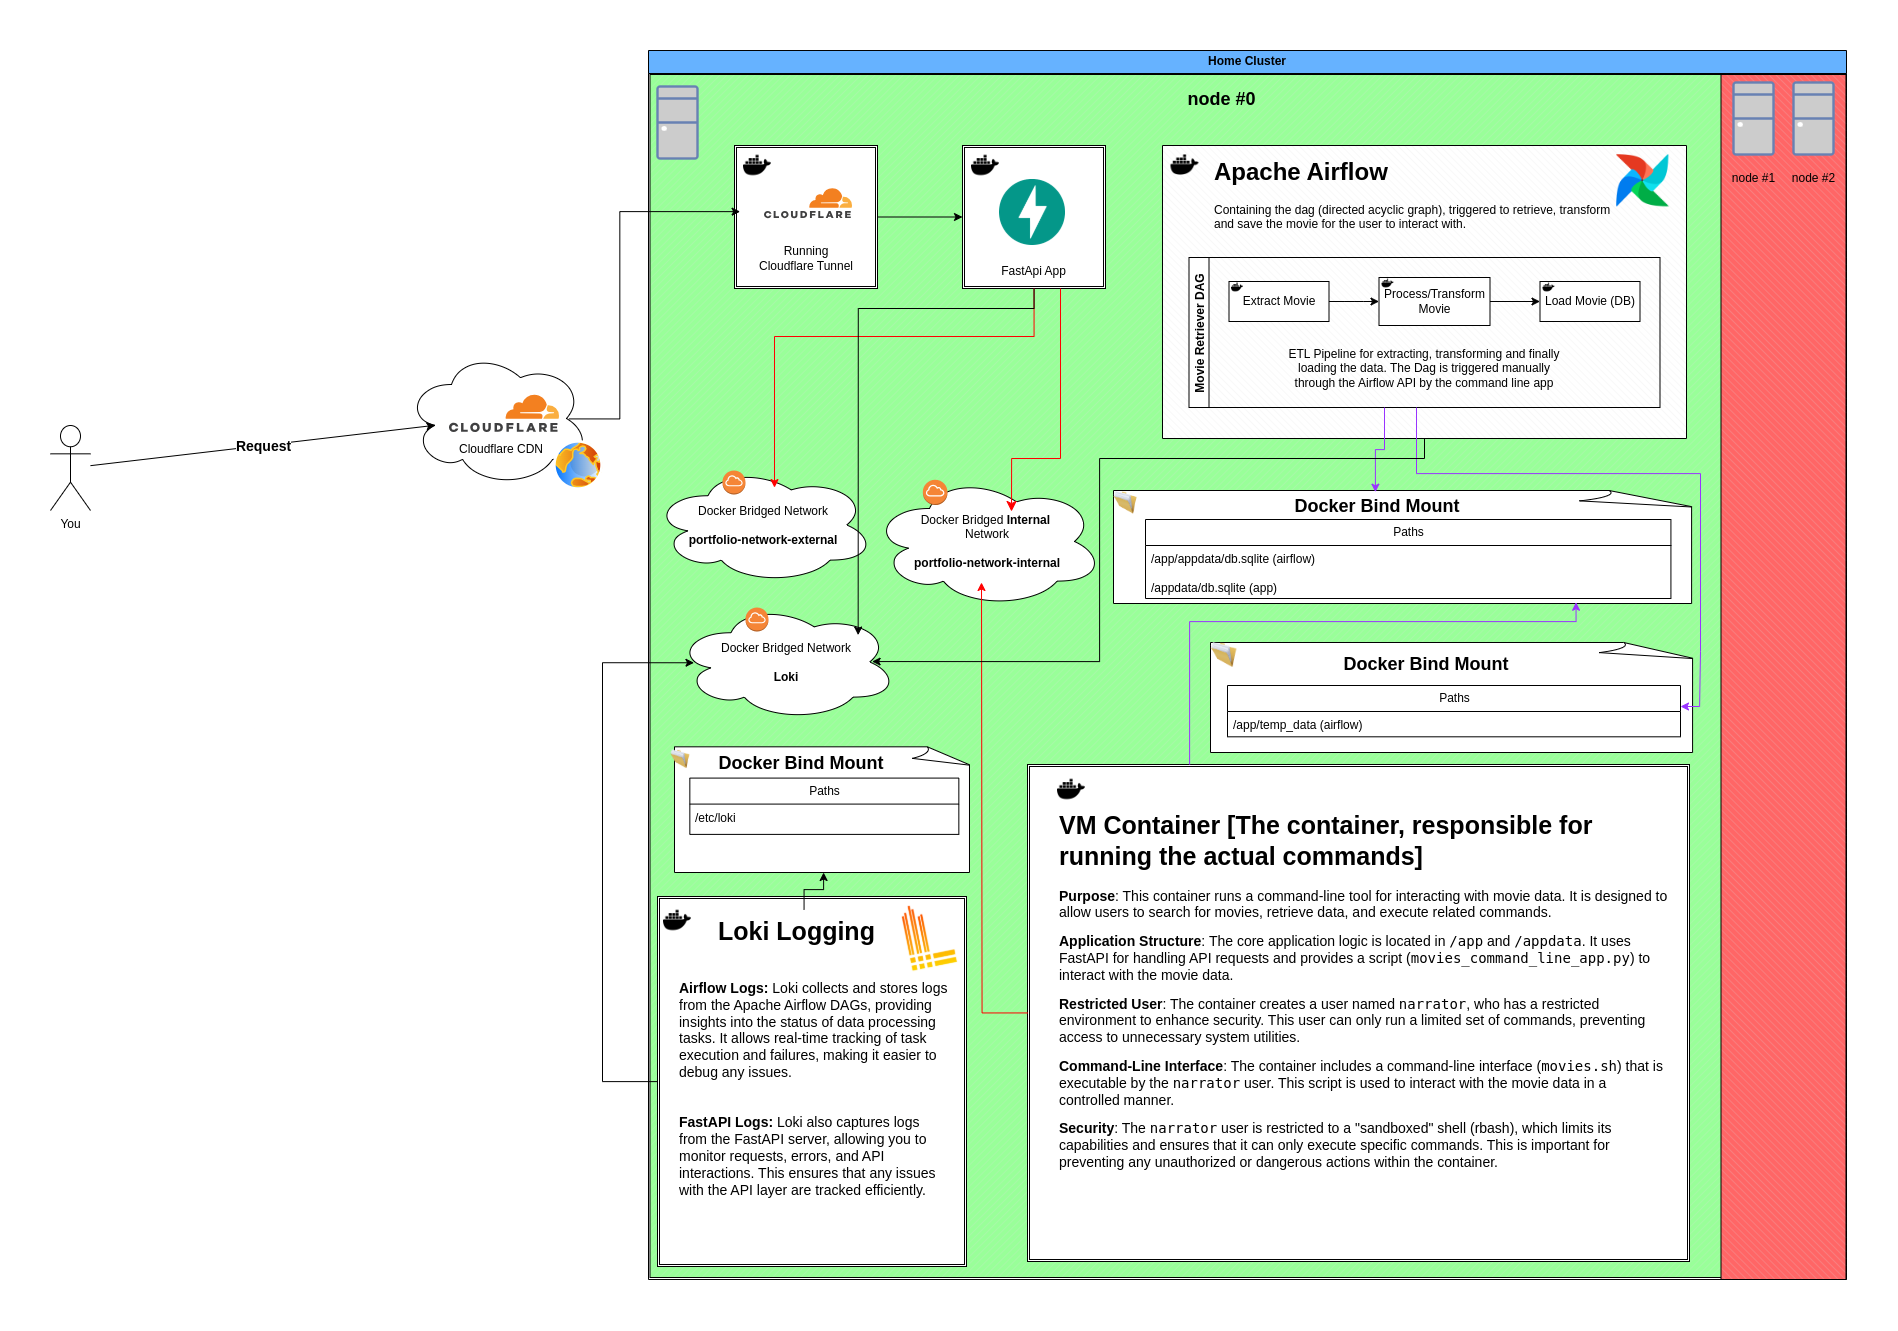 Home Cluster
node #0
node #1
node #2
You
Request
CLOUDFLARE
Cloudflare CDN
CLOUDFLARE
Running
Cloudflare Tunnel
FastApi App
Apache Airflow
Containing the dag (directed acyclic graph), triggered to retrieve, transform
and save the movie for the user to interact with.
Movie Retriever DAG
Extract Movie
Process/Transform
Movie
Load Movie (DB)
ETL Pipeline for extracting, transforming and finally
loading the data. The Dag is triggered manually
through the Airflow API by the command line app
Docker Bridged Network
portfolio-network-external
Docker Bridged Internal
Network
portfolio-network-internal
Docker Bind Mount
Paths
/app/appdata/db.sqlite (airflow)
/appdata/db.sqlite (app)
Docker Bridged Network
Loki
Docker Bind Mount
Paths
/app/temp_data (airflow)
Docker Bind Mount
Paths
/etc/loki
Loki Logging
Airflow Logs: Loki collects and stores logs
from the Apache Airflow DAGs, providing
insights into the status of data processing
tasks. It allows real-time tracking of task
execution and failures, making it easier to
debug any issues.
FastAPI Logs: Loki also captures logs
from the FastAPI server, allowing you to
monitor requests, errors, and API
interactions. This ensures that any issues
with the API layer are tracked efficiently.
VM Container [The container, responsible for
running the actual commands]
Purpose: This container runs a command-line tool for interacting with movie data. It is designed to
allow users to search for movies, retrieve data, and execute related commands.
Application Structure: The core application logic is located in /app and /appdata. It uses
FastAPI for handling API requests and provides a script (movies_command_line_app.py) to
interact with the movie data.
Restricted User: The container creates a user named narrator, who has a restricted
environment to enhance security. This user can only run a limited set of commands, preventing
access to unnecessary system utilities.
Command-Line Interface: The container includes a command-line interface (movies.sh) that is
executable by the narrator user. This script is used to interact with the movie data in a
controlled manner.
Security: The narrator user is restricted to a "sandboxed" shell (rbash), which limits its
capabilities and ensures that it can only execute specific commands. This is important for
preventing any unauthorized or dangerous actions within the container.